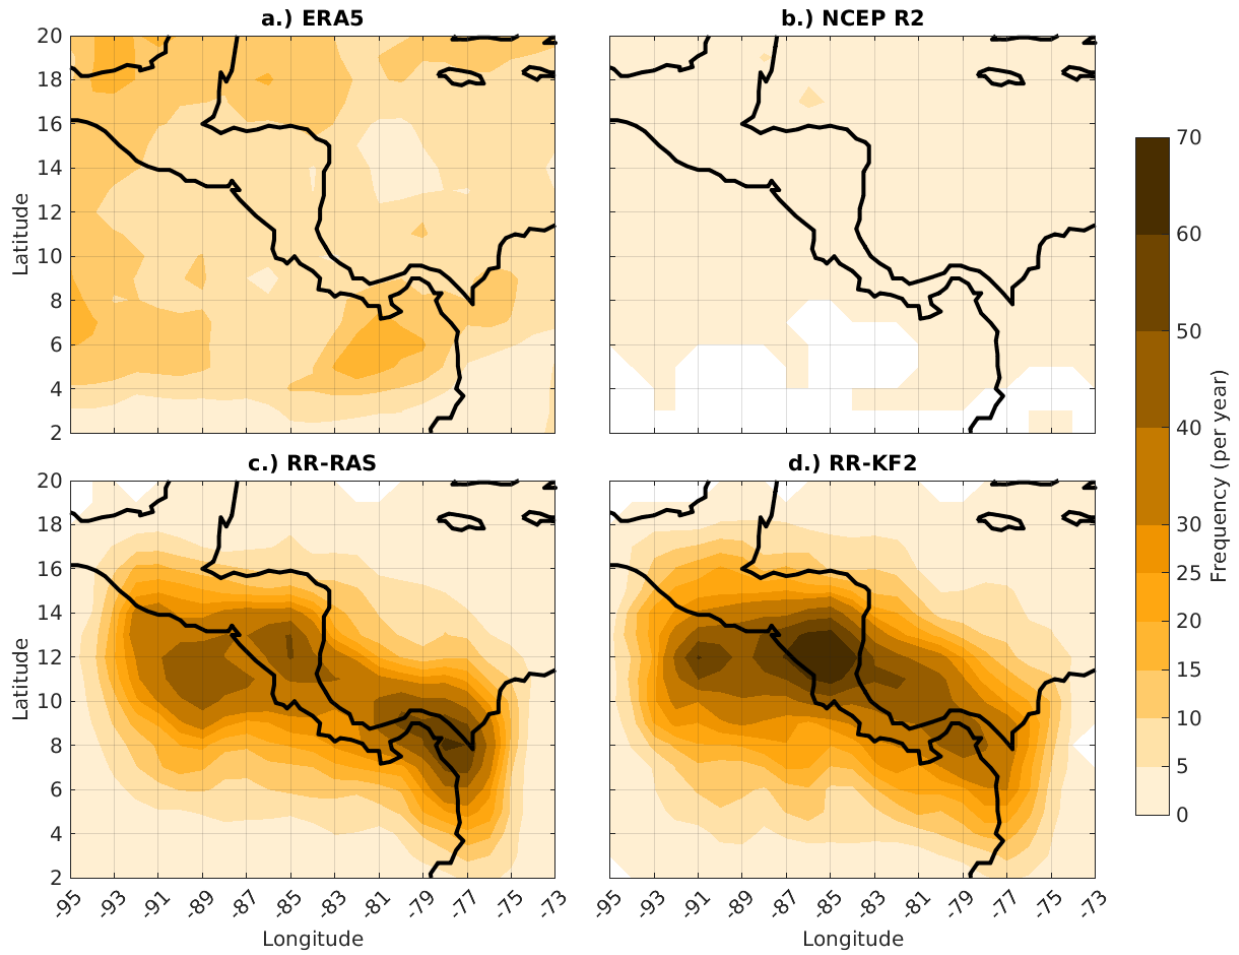 a.) ERA5
b.) NCEP R2
20
18
16
14
12
10
8
6
4
2
Latitude
70
60
50
40
30
25
20
15
10
5
0
Frequency (per year)
c.) RR-RAS
d.) RR-KF2
20
18
16
14
12
10
8
6
4
2
Latitude
-95 -93 -91 -89 -87 -85 -83 -81 -79 -77 -75 -73
-95 -93 -91 -89 -87 -85 -83 -81 -79 -77 -75 -73
Longitude
Longitude